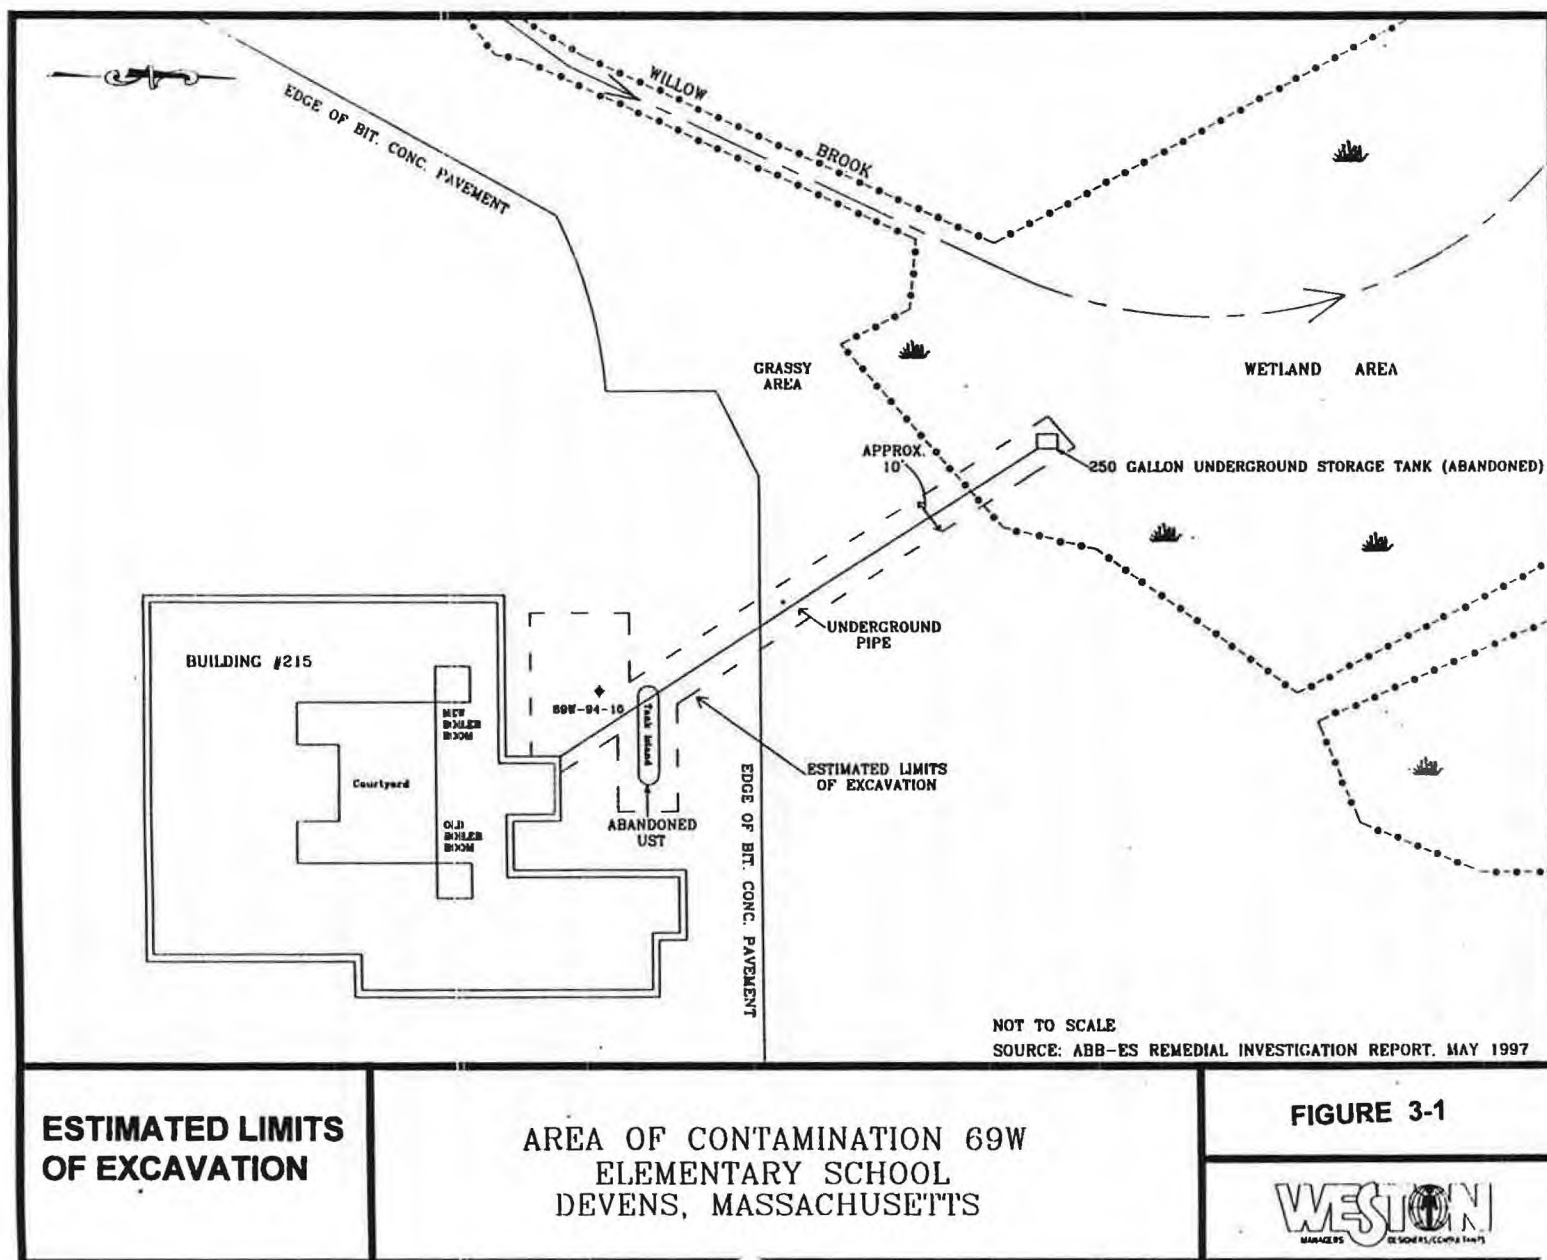 EDGE OF BIT. CONC. PAVEMENT
WILLOW
BROOK
GRASSY
AREA
WETLAND AREA
APPROX.
10'
250 GALLON UNDERGROUND STORAGE TANK (ABANDONED)
UNDERGROUND
PIPE
BUILDING #215
NEW
BOILER
ROOM
69W-94-10
Tank Island
Courtyard
OLD
BOILER
ROOM
ESTIMATED LIMITS
OF EXCAVATION
ABANDONED
UST
EDGE OF BIT. CONC. PAVEMENT
NOT TO SCALE
SOURCE: ABB-ES REMEDIAL INVESTIGATION REPORT. MAY 1997
ESTIMATED LIMITS
OF EXCAVATION
AREA OF CONTAMINATION 69W
ELEMENTARY SCHOOL
DEVENS, MASSACHUSETTS
FIGURE 3-1
WESTON
MANAGERS DESIGNERS/CONSULTANTS